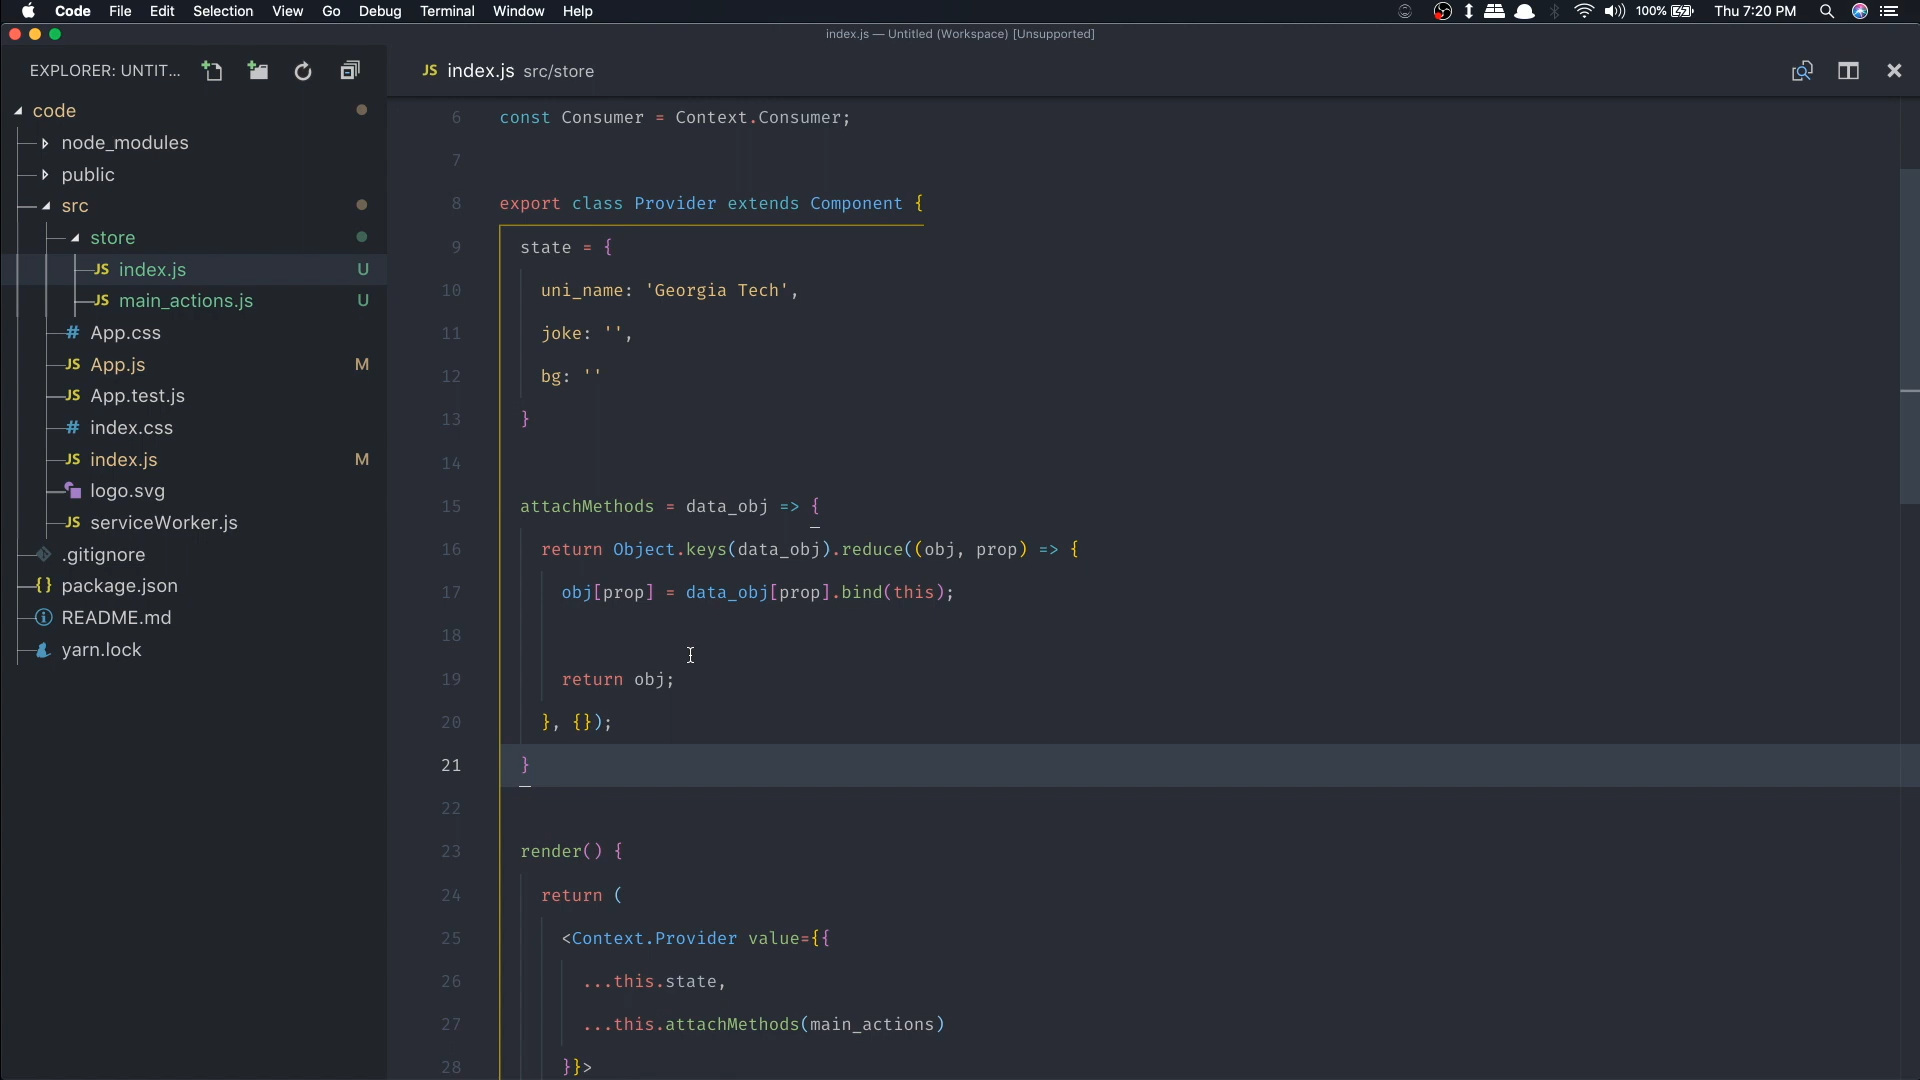 Code File Edit Selection View Go Debug Terminal Window Help 100% Thu 7:20 PM
index.js — Untitled (Workspace) [Unsupported]
EXPLORER: UNTIT...
JS index.js src/store
code
node_modules
public
src
store
JS index.js U
JS main_actions.js U
# App.css
JS App.js M
JS App.test.js
# index.css
JS index.js M
logo.svg
JS serviceWorker.js
.gitignore
{} package.json
README.md
yarn.lock
6 const Consumer = Context.Consumer;
7
8 export class Provider extends Component {
9 state = {
10 uni_name: 'Georgia Tech',
11 joke: '',
12 bg: ''
13 }
14
15 attachMethods = data_obj => {
16 return Object.keys(data_obj).reduce((obj, prop) => {
17 obj[prop] = data_obj[prop].bind(this);
18
19 return obj;
20 }, {});
21 }
22
23 render() {
24 return (
25 <Context.Provider value={{
26 ...this.state,
27 ...this.attachMethods(main_actions)
28 }}>